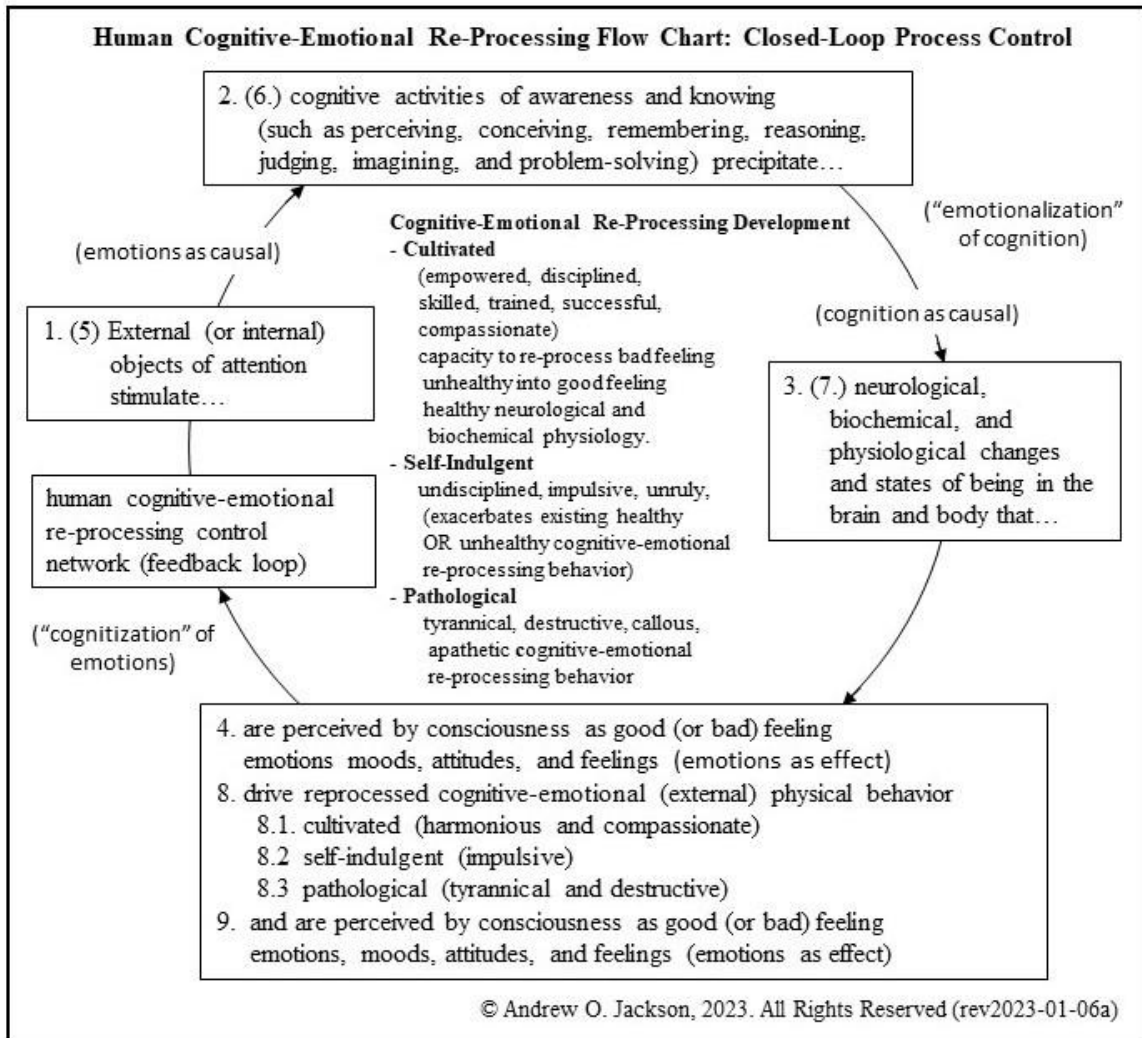 Human Cognitive-Emotional Re-Processing Flow Chart: Closed-Loop Process Control
2. (6.) cognitive activities of awareness and knowing
(such as perceiving, conceiving, remembering, reasoning,
judging, imagining, and problem-solving) precipitate…
(“emotionalization”
of cognition)
(cognition as causal)
(emotions as causal)
1. (5) External (or internal)
objects of attention
stimulate…
Cognitive-Emotional Re-Processing Development
- Cultivated
(empowered, disciplined,
skilled, trained, successful,
compassionate)
capacity to re-process bad feeling
unhealthy into good feeling
healthy neurological and
biochemical physiology.
- Self-Indulgent
undisciplined, impulsive, unruly,
(exacerbates existing healthy
OR unhealthy cognitive-emotional
re-processing behavior)
- Pathological
tyrannical, destructive, callous,
apathetic cognitive-emotional
re-processing behavior
3. (7.) neurological,
biochemical, and
physiological changes
and states of being in the
brain and body that…
human cognitive-emotional
re-processing control
network (feedback loop)
(“cognitization” of
emotions)
4. are perceived by consciousness as good (or bad) feeling
emotions moods, attitudes, and feelings (emotions as effect)
8. drive reprocessed cognitive-emotional (external) physical behavior
8.1. cultivated (harmonious and compassionate)
8.2 self-indulgent (impulsive)
8.3 pathological (tyrannical and destructive)
9. and are perceived by consciousness as good (or bad) feeling
emotions, moods, attitudes, and feelings (emotions as effect)
© Andrew O. Jackson, 2023. All Rights Reserved (rev2023-01-06a)